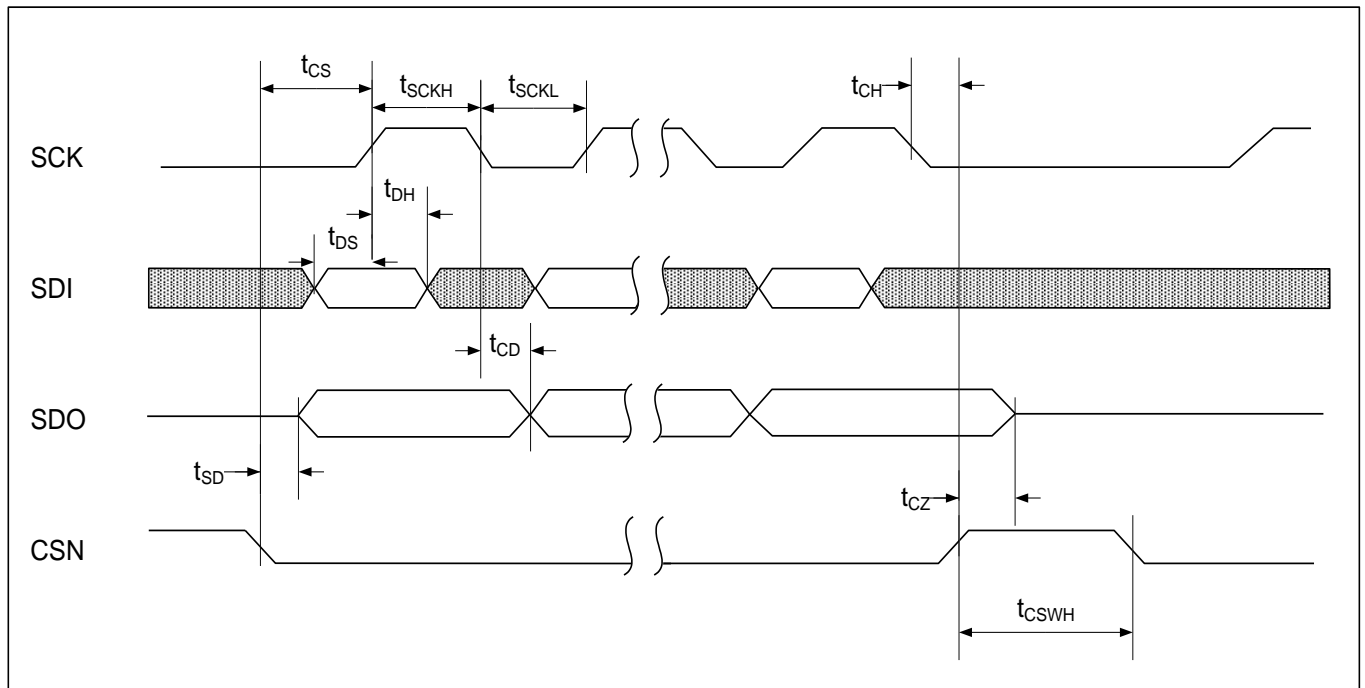 tCS
tSCKH
tSCKL
tCH
SCK
tDH
tDS
SDI
tCD
SDO
tSD
tCZ
CSN
tCSWH